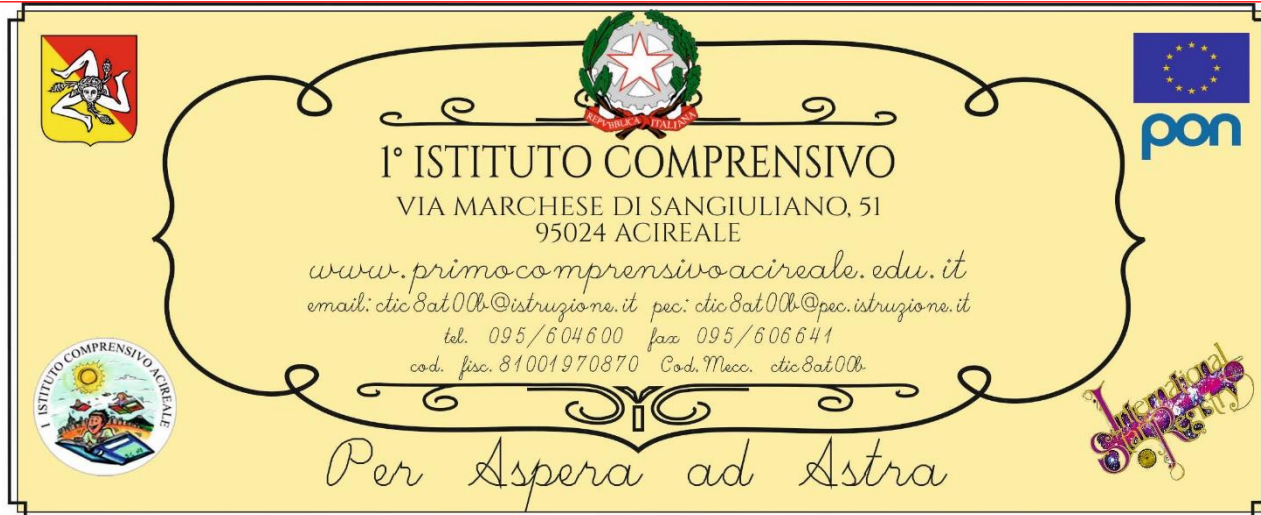 REPVBBLICA ITALIANA
pon
1° ISTITUTO COMPRENSIVO
VIA MARCHESE DI SANGIULIANO, 51
95024 ACIREALE
www.primocomprensivoacireale.edu.it
email: ctic8at00b@istruzione.it pec: ctic8at00b@pec.istruzione.it
tel. 095/604600 fax 095/606641
cod. fisc. 81001970870 Cod. Mecc. ctic8at00b
I ISTITUTO COMPRENSIVO ACIREALE
International
Star Registry
Per Aspera ad Astra